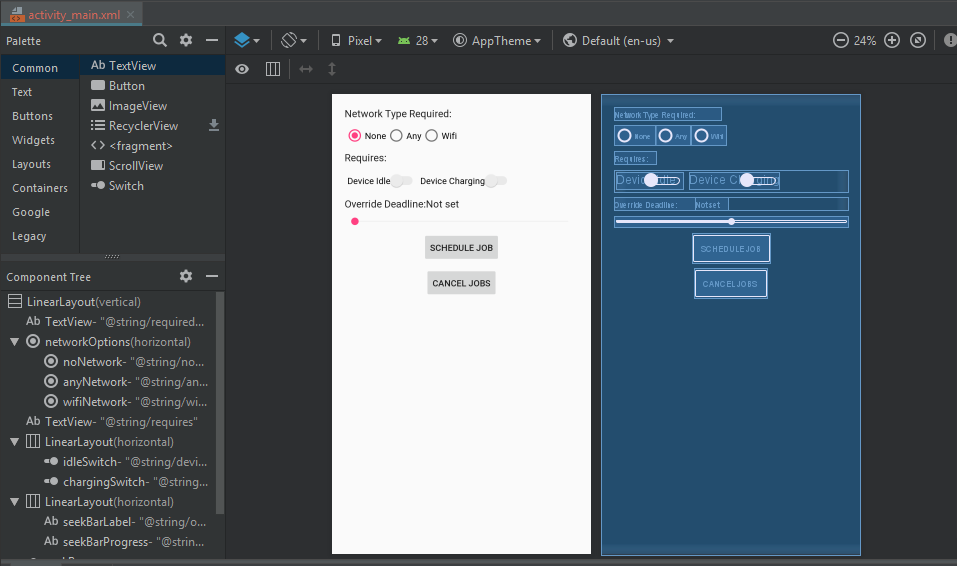 activity_main.xml
Palette
Pixel
28
AppTheme
Default (en-us)
24%
Common
Text
Buttons
Widgets
Layouts
Containers
Google
Legacy
Ab TextView
Button
ImageView
RecyclerView
<fragment>
ScrollView
Switch
Component Tree
LinearLayout(vertical)
Ab TextView- "@string/required...
networkOptions(horizontal)
noNetwork- "@string/no...
anyNetwork- "@string/an...
wifiNetwork- "@string/wi...
Ab TextView- "@string/requires"
LinearLayout(horizontal)
idleSwitch- "@string/devi...
chargingSwitch- "@string...
LinearLayout(horizontal)
Ab seekBarLabel- "@string/o...
Ab seekBarProgress- "@strin...
Network Type Required:
None Any Wifi
Requires:
Device Idle Device Charging
Override Deadline:Not set
SCHEDULE JOB
CANCEL JOBS
Network Type Required:
None Any Wifi
Requires:
Device Idle Device Charging
Override Deadline: Not set
SCHEDULE JOB
CANCEL JOBS